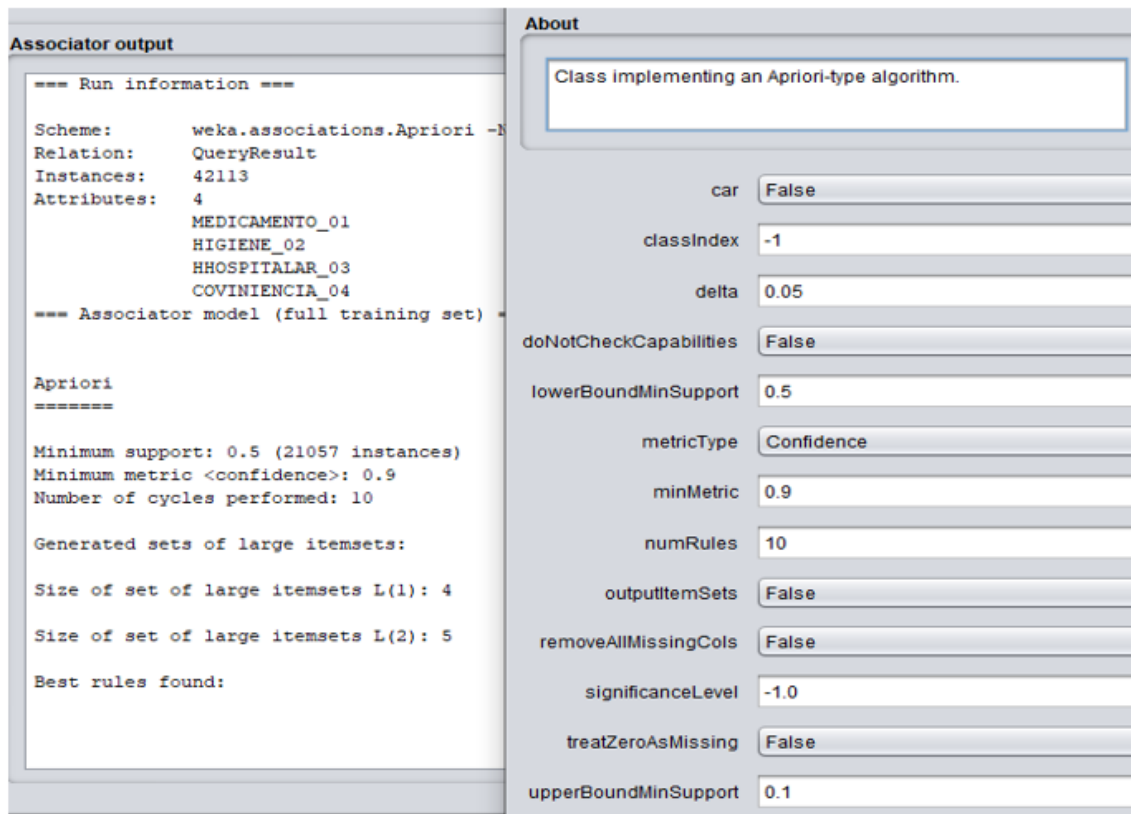 Associator output
=== Run information ===
Scheme: weka.associations.Apriori -N
Relation: QueryResult
Instances: 42113
Attributes: 4
MEDICAMENTO_01
HIGIENE_02
HHOSPITALAR_03
COVINIENCIA_04
=== Associator model (full training set) =
Apriori
=======
Minimum support: 0.5 (21057 instances)
Minimum metric <confidence>: 0.9
Number of cycles performed: 10
Generated sets of large itemsets:
Size of set of large itemsets L(1): 4
Size of set of large itemsets L(2): 5
Best rules found:
About
Class implementing an Apriori-type algorithm.
car False
classIndex -1
delta 0.05
doNotCheckCapabilities False
lowerBoundMinSupport 0.5
metricType Confidence
minMetric 0.9
numRules 10
outputItemSets False
removeAllMissingCols False
significanceLevel -1.0
treatZeroAsMissing False
upperBoundMinSupport 0.1